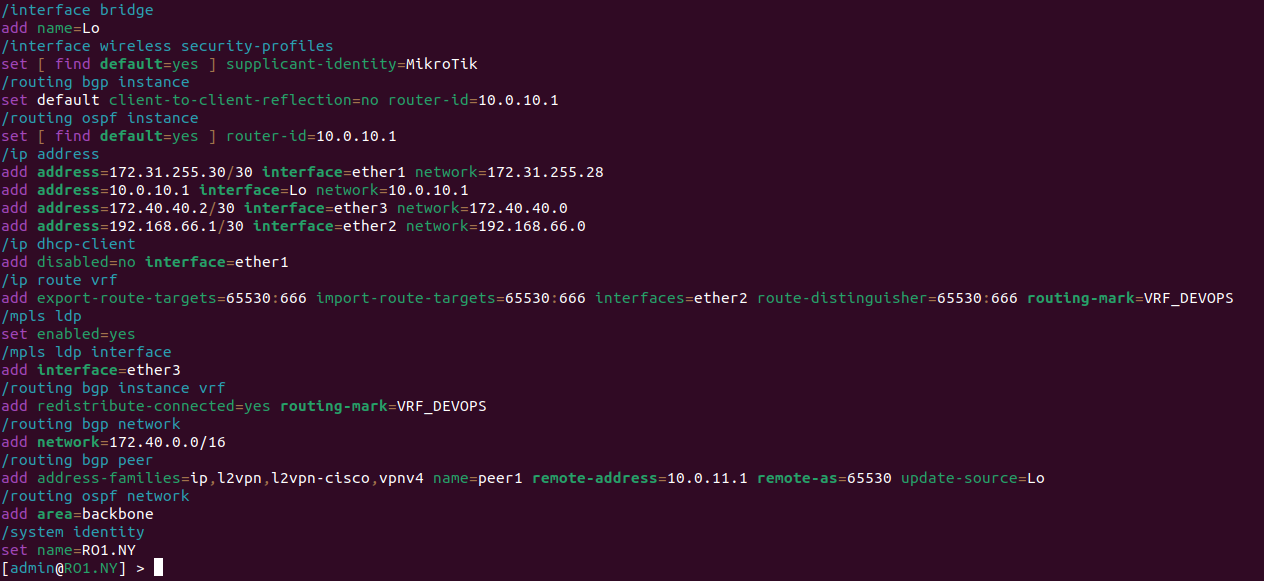 /interface bridge
add name=Lo
/interface wireless security-profiles
set [ find default=yes ] supplicant-identity=MikroTik
/routing bgp instance
set default client-to-client-reflection=no router-id=10.0.10.1
/routing ospf instance
set [ find default=yes ] router-id=10.0.10.1
/ip address
add address=172.31.255.30/30 interface=ether1 network=172.31.255.28
add address=10.0.10.1 interface=Lo network=10.0.10.1
add address=172.40.40.2/30 interface=ether3 network=172.40.40.0
add address=192.168.66.1/30 interface=ether2 network=192.168.66.0
/ip dhcp-client
add disabled=no interface=ether1
/ip route vrf
add export-route-targets=65530:666 import-route-targets=65530:666 interfaces=ether2 route-distinguisher=65530:666 routing-mark=VRF_DEVOPS
/mpls ldp
set enabled=yes
/mpls ldp interface
add interface=ether3
/routing bgp instance vrf
add redistribute-connected=yes routing-mark=VRF_DEVOPS
/routing bgp network
add network=172.40.0.0/16
/routing bgp peer
add address-families=ip,l2vpn,l2vpn-cisco,vpnv4 name=peer1 remote-address=10.0.11.1 remote-as=65530 update-source=Lo
/routing ospf network
add area=backbone
/system identity
set name=RO1.NY
[admin@RO1.NY] >